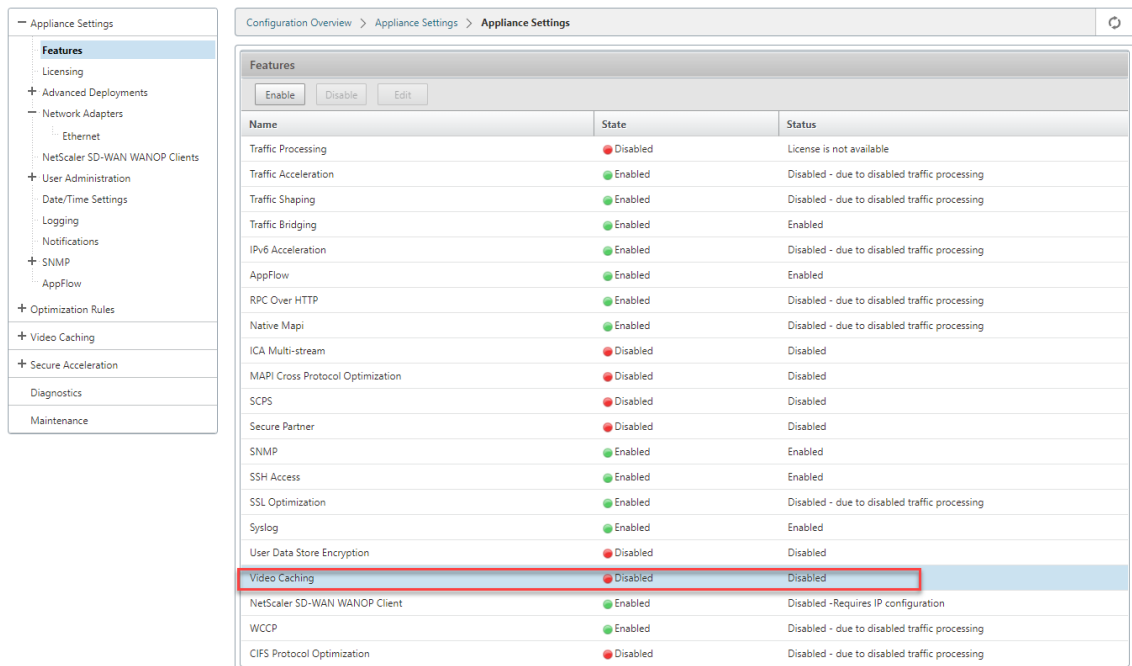 Appliance Settings
Features
Licensing
Advanced Deployments
Network Adapters
Ethernet
NetScaler SD-WAN WANOP Clients
User Administration
Date/Time Settings
Logging
Notifications
SNMP
AppFlow
Optimization Rules
Video Caching
Secure Acceleration
Diagnostics
Maintenance
Configuration Overview > Appliance Settings > Appliance Settings
Features
Enable Disable Edit
Name State Status
Traffic Processing Disabled License is not available
Traffic Acceleration Enabled Disabled - due to disabled traffic processing
Traffic Shaping Enabled Disabled - due to disabled traffic processing
Traffic Bridging Enabled Enabled
IPv6 Acceleration Enabled Disabled - due to disabled traffic processing
AppFlow Enabled Enabled
RPC Over HTTP Enabled Disabled - due to disabled traffic processing
Native Mapi Enabled Disabled - due to disabled traffic processing
ICA Multi-stream Disabled Disabled
MAPI Cross Protocol Optimization Disabled Disabled
SCPS Disabled Disabled
Secure Partner Disabled Disabled
SNMP Enabled Enabled
SSH Access Enabled Enabled
SSL Optimization Enabled Disabled - due to disabled traffic processing
Syslog Enabled Enabled
User Data Store Encryption Disabled Disabled
Video Caching Disabled Disabled
NetScaler SD-WAN WANOP Client Enabled Disabled -Requires IP configuration
WCCP Enabled Disabled - due to disabled traffic processing
CIFS Protocol Optimization Disabled Disabled - due to disabled traffic processing